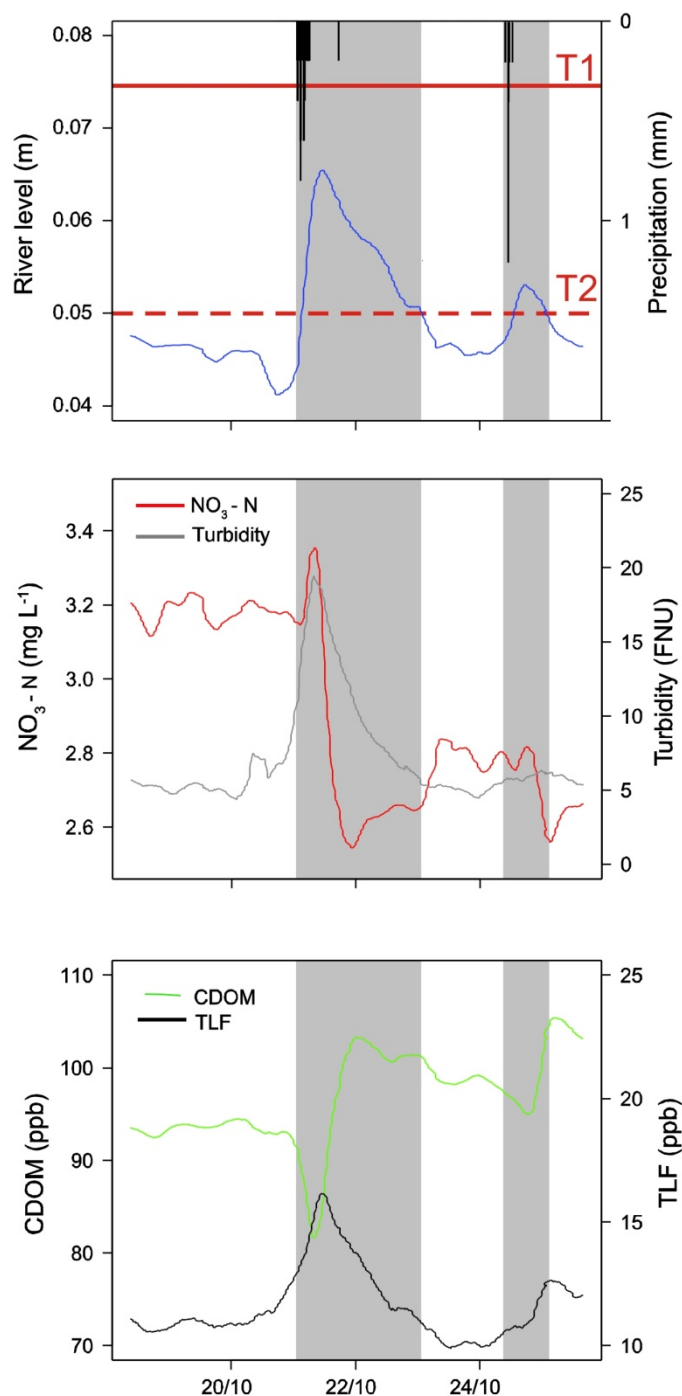 0.08
0.07
0.06
0.05
0.04
River level (m)
T1
T2
0
1
Precipitation (mm)
NO₃ - N
Turbidity
3.4
3.2
3.0
2.8
2.6
NO₃ - N (mg L⁻¹)
25
20
15
10
5
0
Turbidity (FNU)
CDOM
TLF
110
100
90
80
70
CDOM (ppb)
25
20
15
10
TLF (ppb)
20/10
22/10
24/10